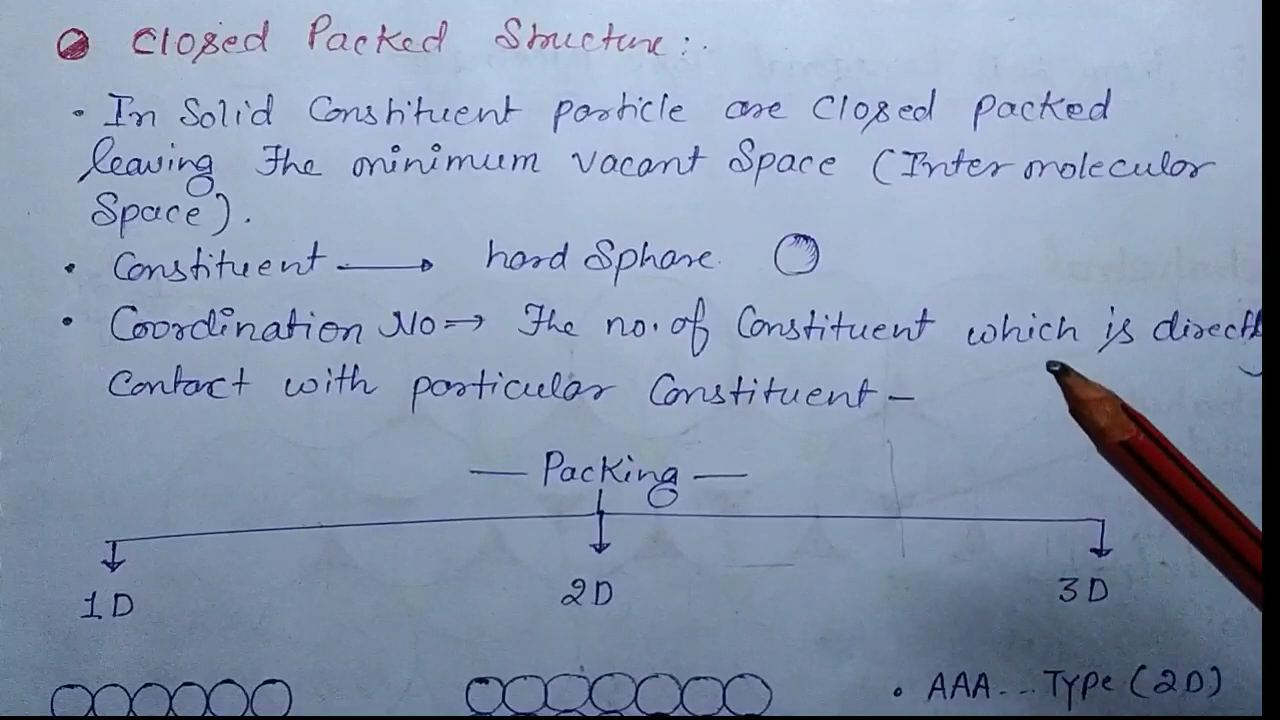 Closed Packed Structure:.
• In Solid Constituent particle are Closed packed
leaving The minimum vacant Space (Inter molecular
Space).
• Constituent → hard Sphare.
• Coordination No → The no. of Constituent which is directly
Contact with particular Constituent –
— Packing —
1D 2D 3D
• AAA... Type (2D)